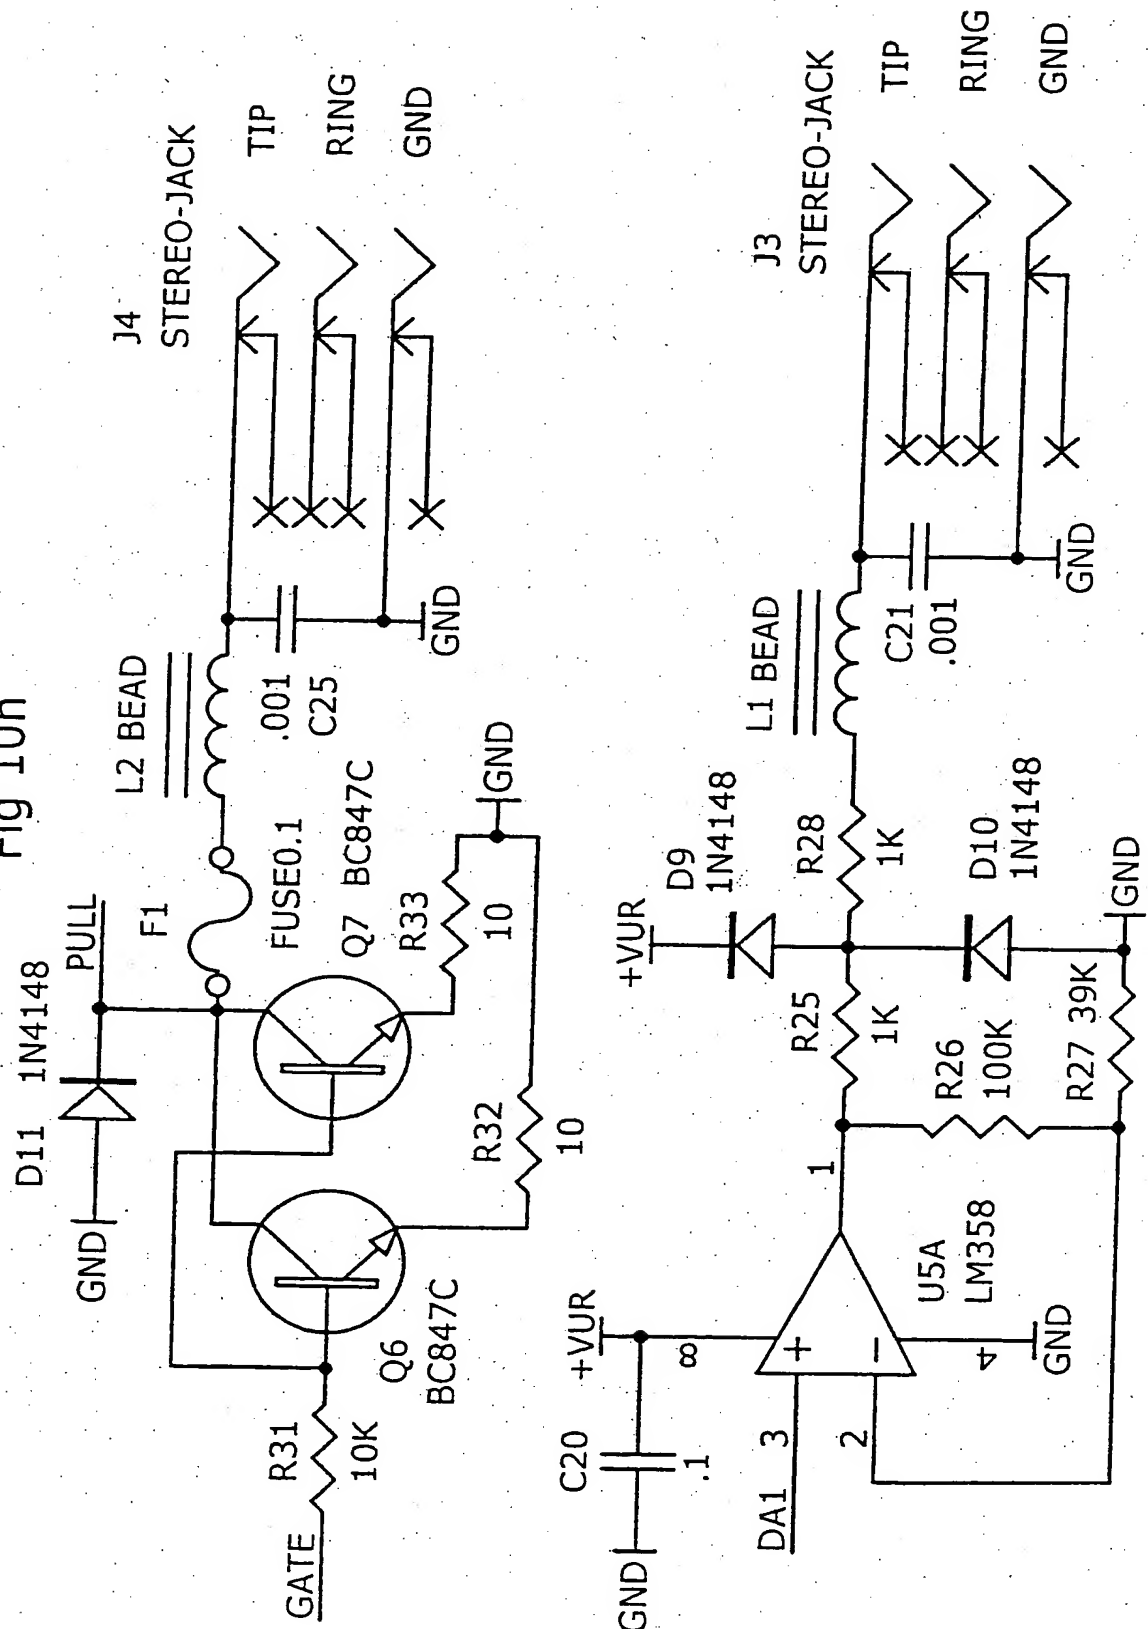 Fig 10h
J4
STEREO-JACK
TIP
RING
GND
L2 BEAD
.001
C25
GND
PULL
F1
FUSE0.1
D11 1N4148
GND
Q7 BC847C
R33
10
GND
R32
10
Q6
BC847C
R31
10K
GATE
J3
STEREO-JACK
TIP
RING
GND
L1 BEAD
C21
.001
GND
D9
1N4148
+VUR
R28
1K
D10
1N4148
GND
R25
1K
R26
100K
R27 39K
1
U5A
LM358
+VUR
8
4
GND
C20
.1
GND
+
−
3
2
DA1